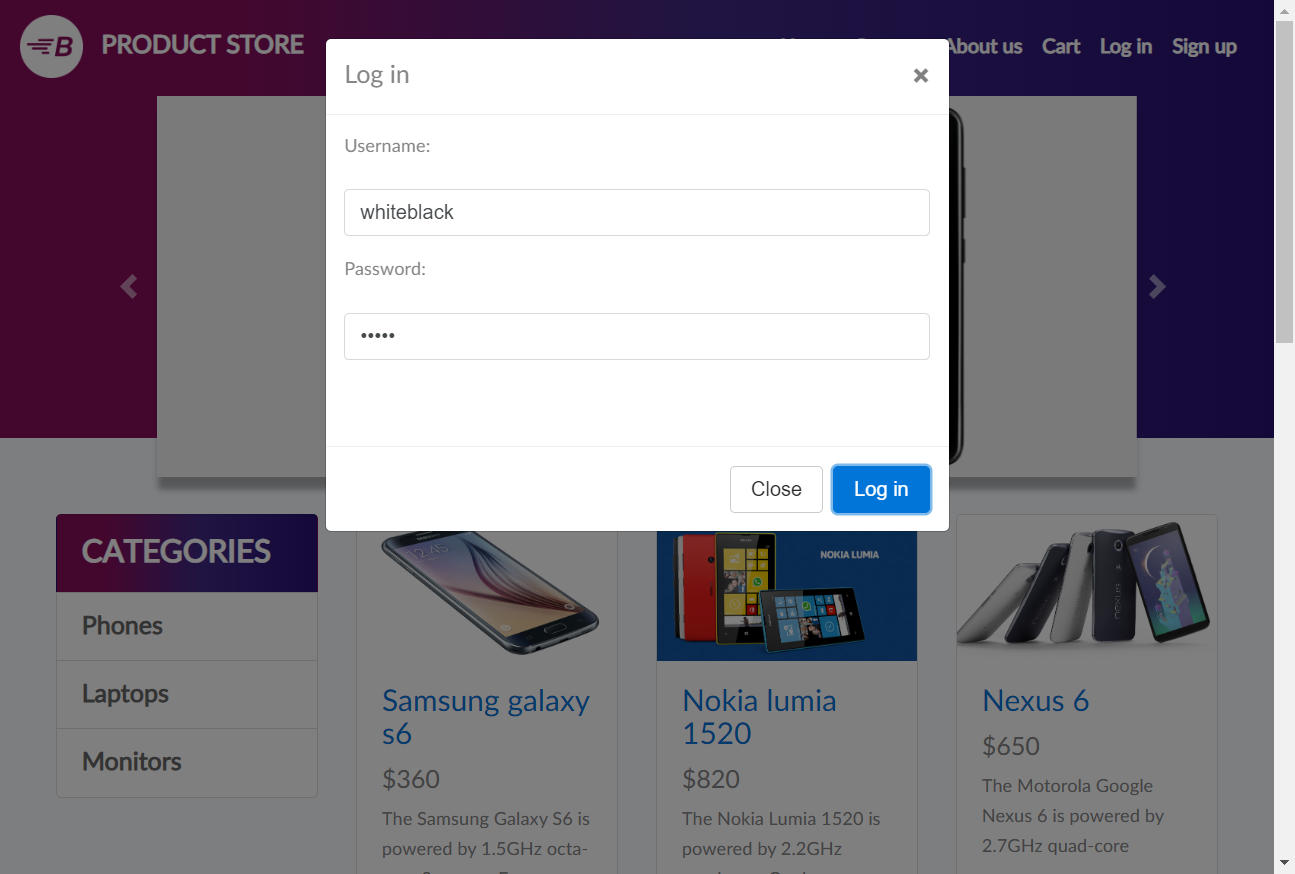 B PRODUCT STORE
About us Cart Log in Sign up
Log in
×
Username:
whiteblack
Password:
•••••
Close Log in
CATEGORIES
Phones
Laptops
Monitors
12:45
Samsung galaxy
s6
$360
The Samsung Galaxy S6 is
powered by 1.5GHz octa-
NOKIA LUMIA
Nokia lumia
1520
$820
The Nokia Lumia 1520 is
powered by 2.2GHz
nexus
Nexus 6
$650
The Motorola Google
Nexus 6 is powered by
2.7GHz quad-core